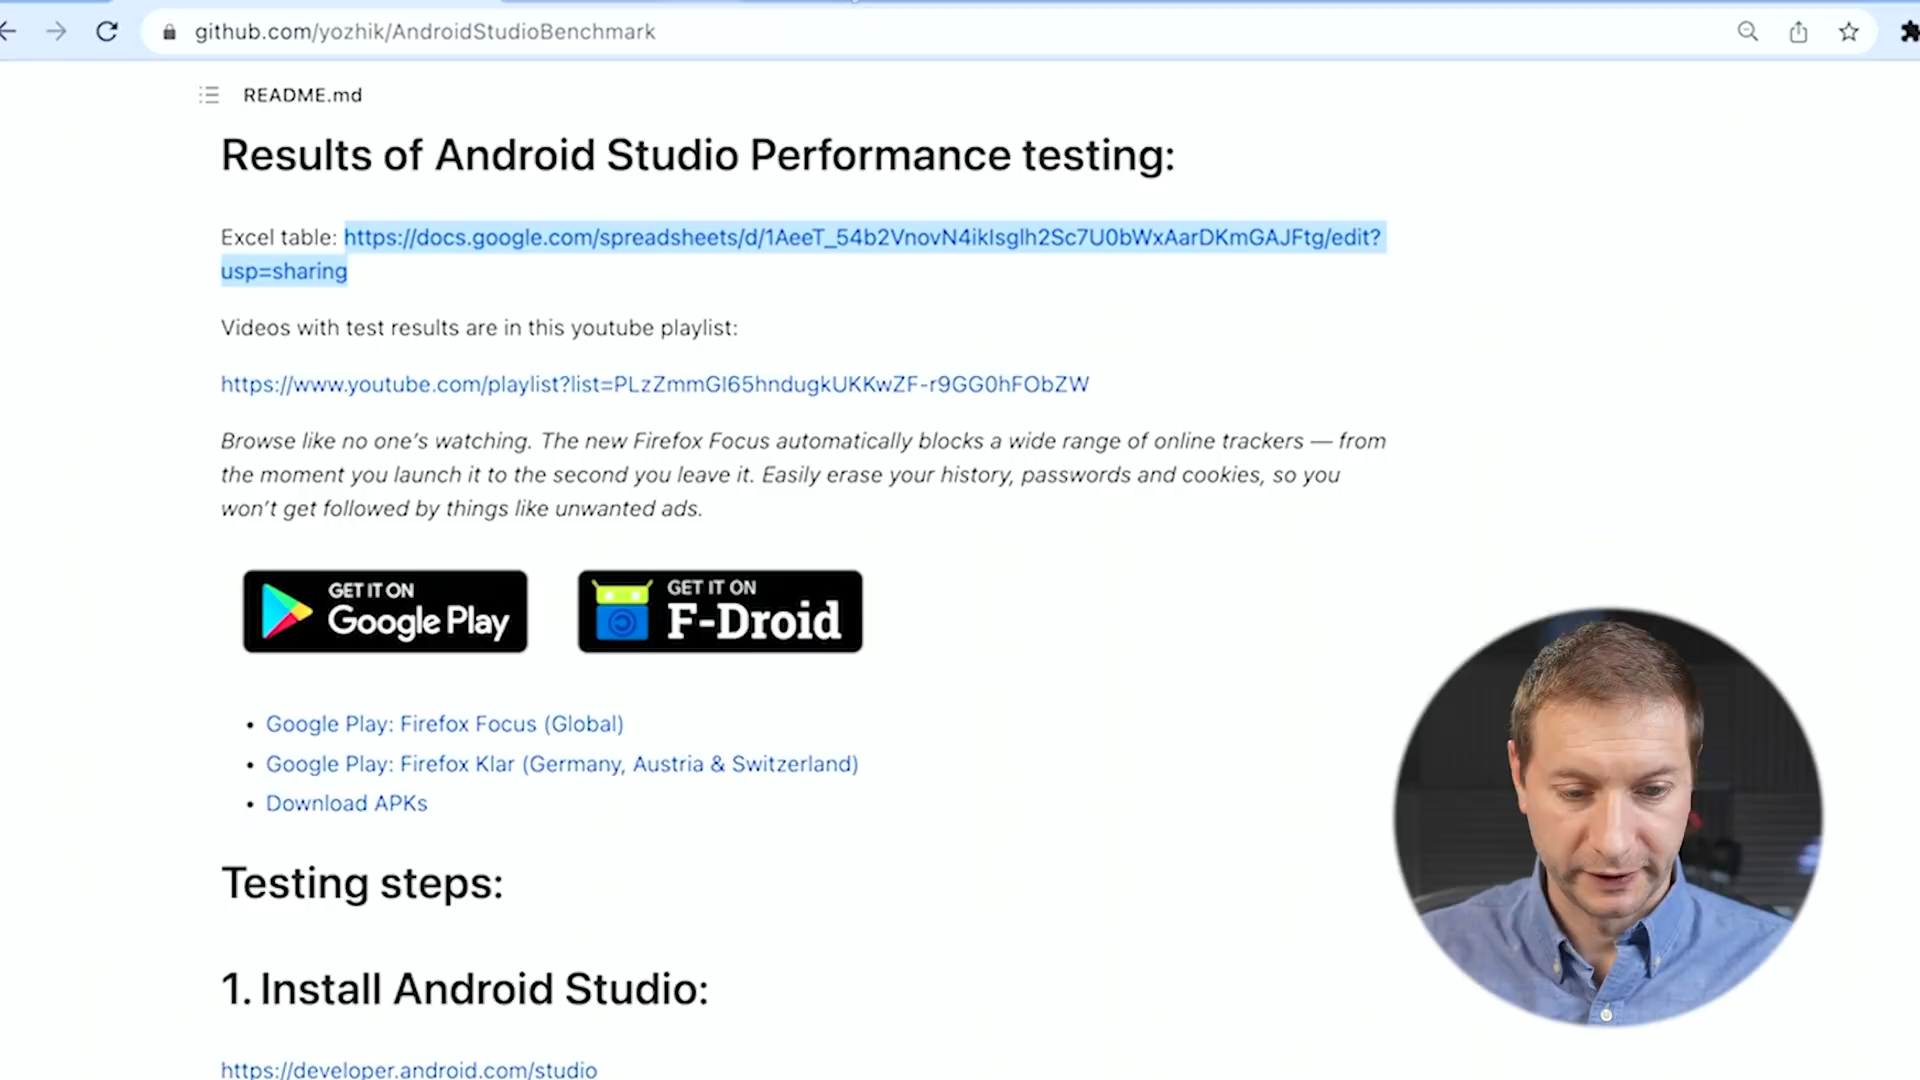 github.com/yozhik/AndroidStudioBenchmark
README.md
Results of Android Studio Performance testing:
Excel table: https://docs.google.com/spreadsheets/d/1AeeT_54b2VnovN4ikIsglh2Sc7U0bWxAarDKmGAJFtg/edit?
usp=sharing
Videos with test results are in this youtube playlist:
https://www.youtube.com/playlist?list=PLzZmmGI65hndugkUKKwZF-r9GG0hFObZW
Browse like no one's watching. The new Firefox Focus automatically blocks a wide range of online trackers — from
the moment you launch it to the second you leave it. Easily erase your history, passwords and cookies, so you
won't get followed by things like unwanted ads.
GET IT ON
Google Play
GET IT ON
F-Droid
• Google Play: Firefox Focus (Global)
• Google Play: Firefox Klar (Germany, Austria & Switzerland)
• Download APKs
Testing steps:
1. Install Android Studio:
https://developer.android.com/studio